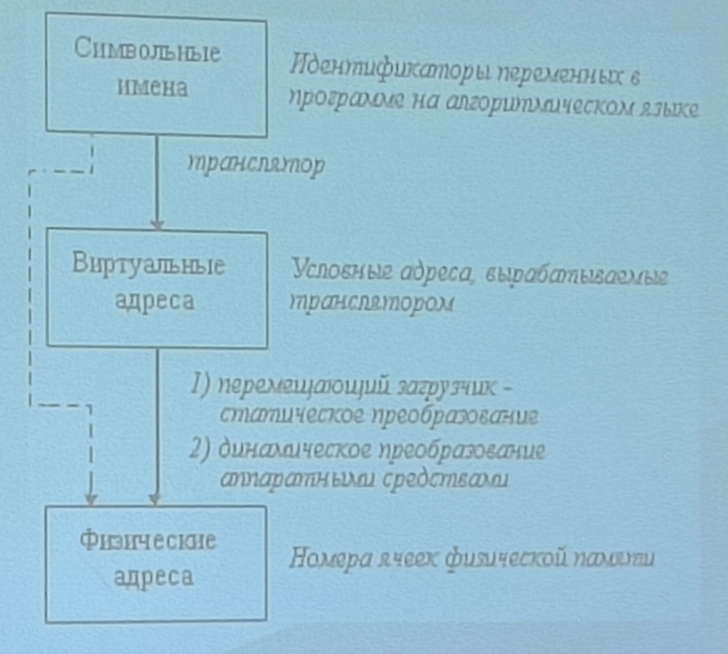 Символьные
имена
Идентификаторы переменных в
программе на алгоритмическом языке
транслятор
Виртуальные
адреса
Условные адреса, вырабатываемые
транслятором
1) перемещающий загрузчик -
статическое преобразование
2) динамическое преобразование
аппаратными средствами
Физические
адреса
Номера ячеек физической памяти